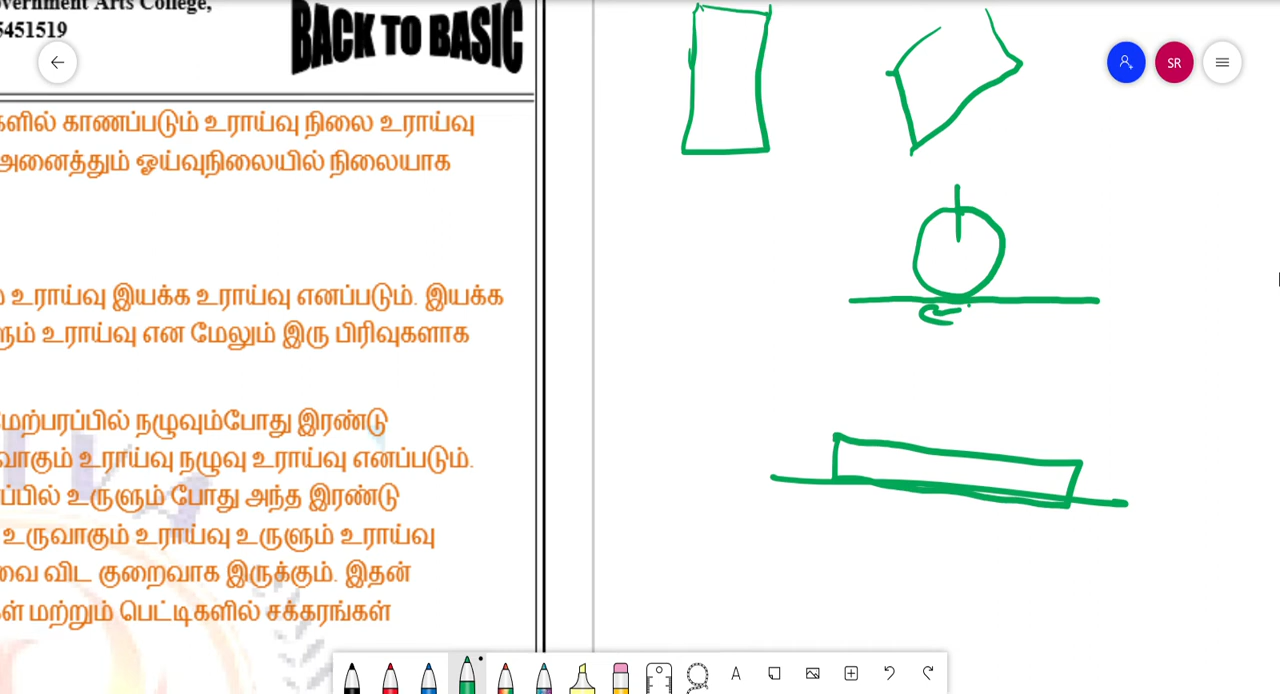 vernment Arts College,
5451519
BACK TO BASIC
SR
களில் காணப்படும் உராய்வு நிலை உராய்வு
அனைத்தும் ஓய்வுநிலையில் நிலையாக
உராய்வு இயக்க உராய்வு எனப்படும். இயக்க
ளும் உராய்வு என மேலும் இரு பிரிவுகளாக
மேற்பரப்பில் நழுவும்போது இரண்டு
வாகும் உராய்வு நழுவு உராய்வு எனப்படும்.
ப்பில் உருளும் போது அந்த இரண்டு
உருவாகும் உராய்வு உருளும் உராய்வு
வை விட குறைவாக இருக்கும். இதன்
கள் மற்றும் பெட்டிகளில் சக்கரங்கள்